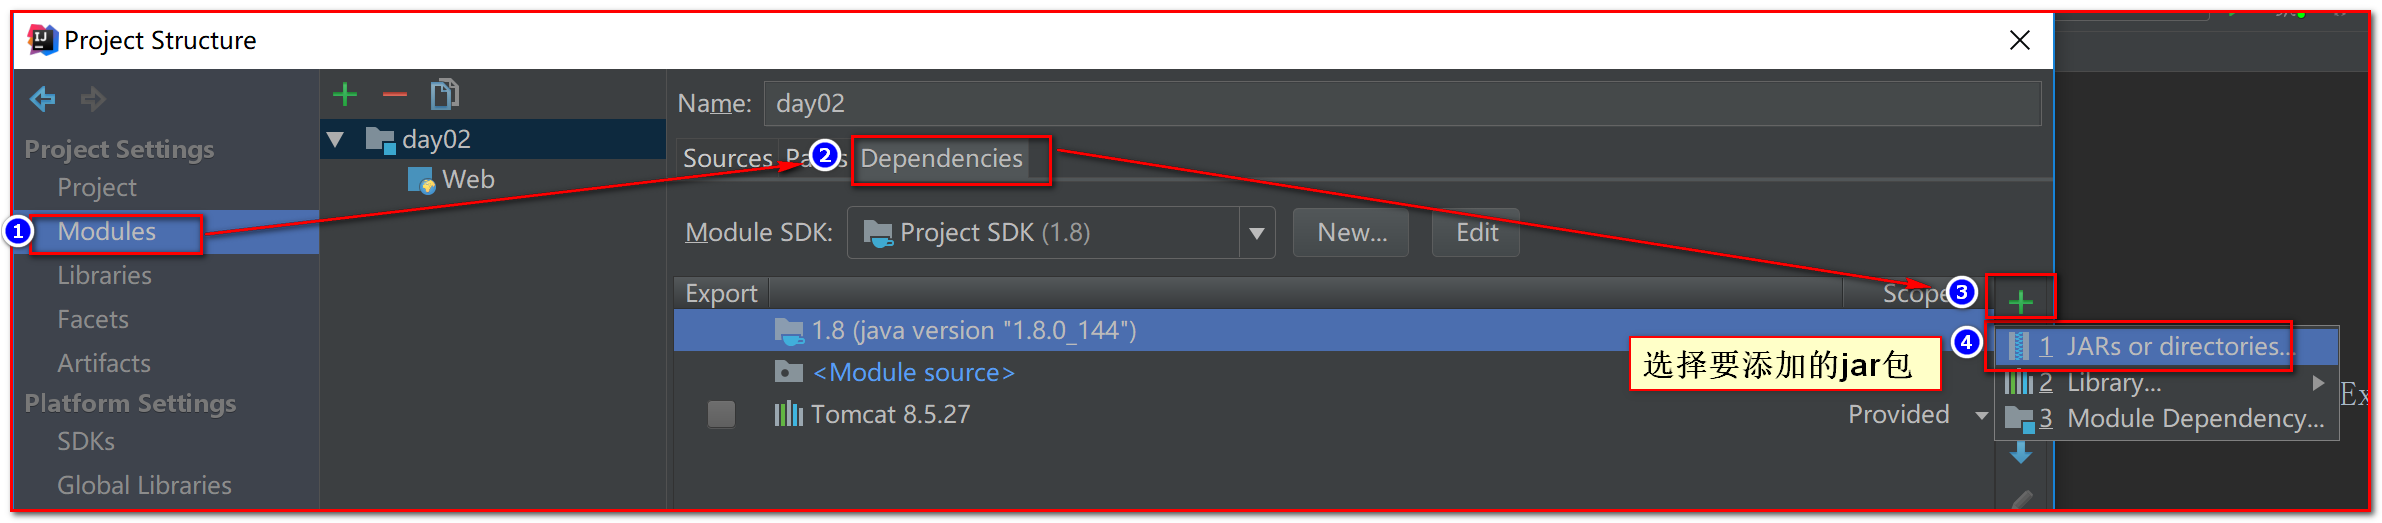 Project Structure
Name: day02
Project Settings
day02
Sources Dependencies
Web
Project
Modules
Module SDK: Project SDK (1.8) New... Edit
Libraries
Export Scope
Facets
1.8 (java version "1.8.0_144")
1 JARs or directories...
选择要添加的jar包
Artifacts
<Module source>
2 Library...
Platform Settings
Tomcat 8.5.27 Provided
3 Module Dependency...
SDKs
Global Libraries
1
2
3
4